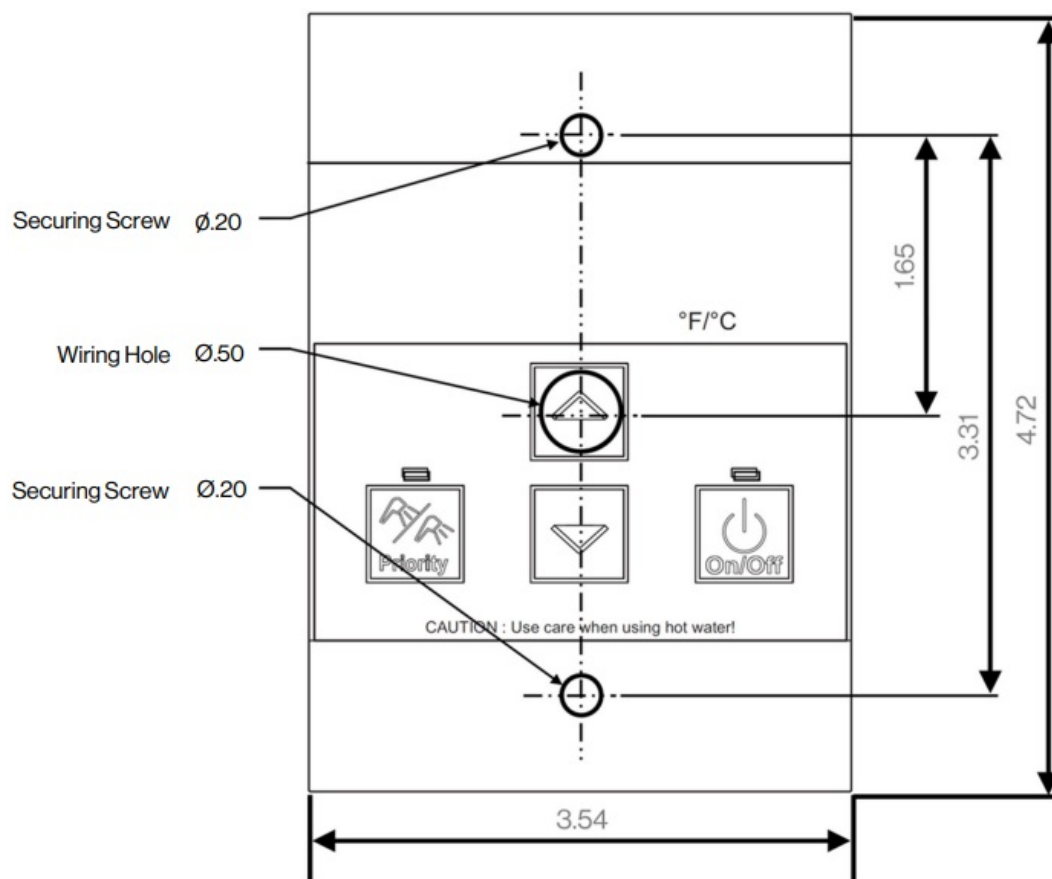 Securing Screw Ø.20
1.65
°F/°C
Wiring Hole Ø.50
3.31
4.72
Securing Screw Ø.20
Priority
On/Off
CAUTION : Use care when using hot water!
3.54